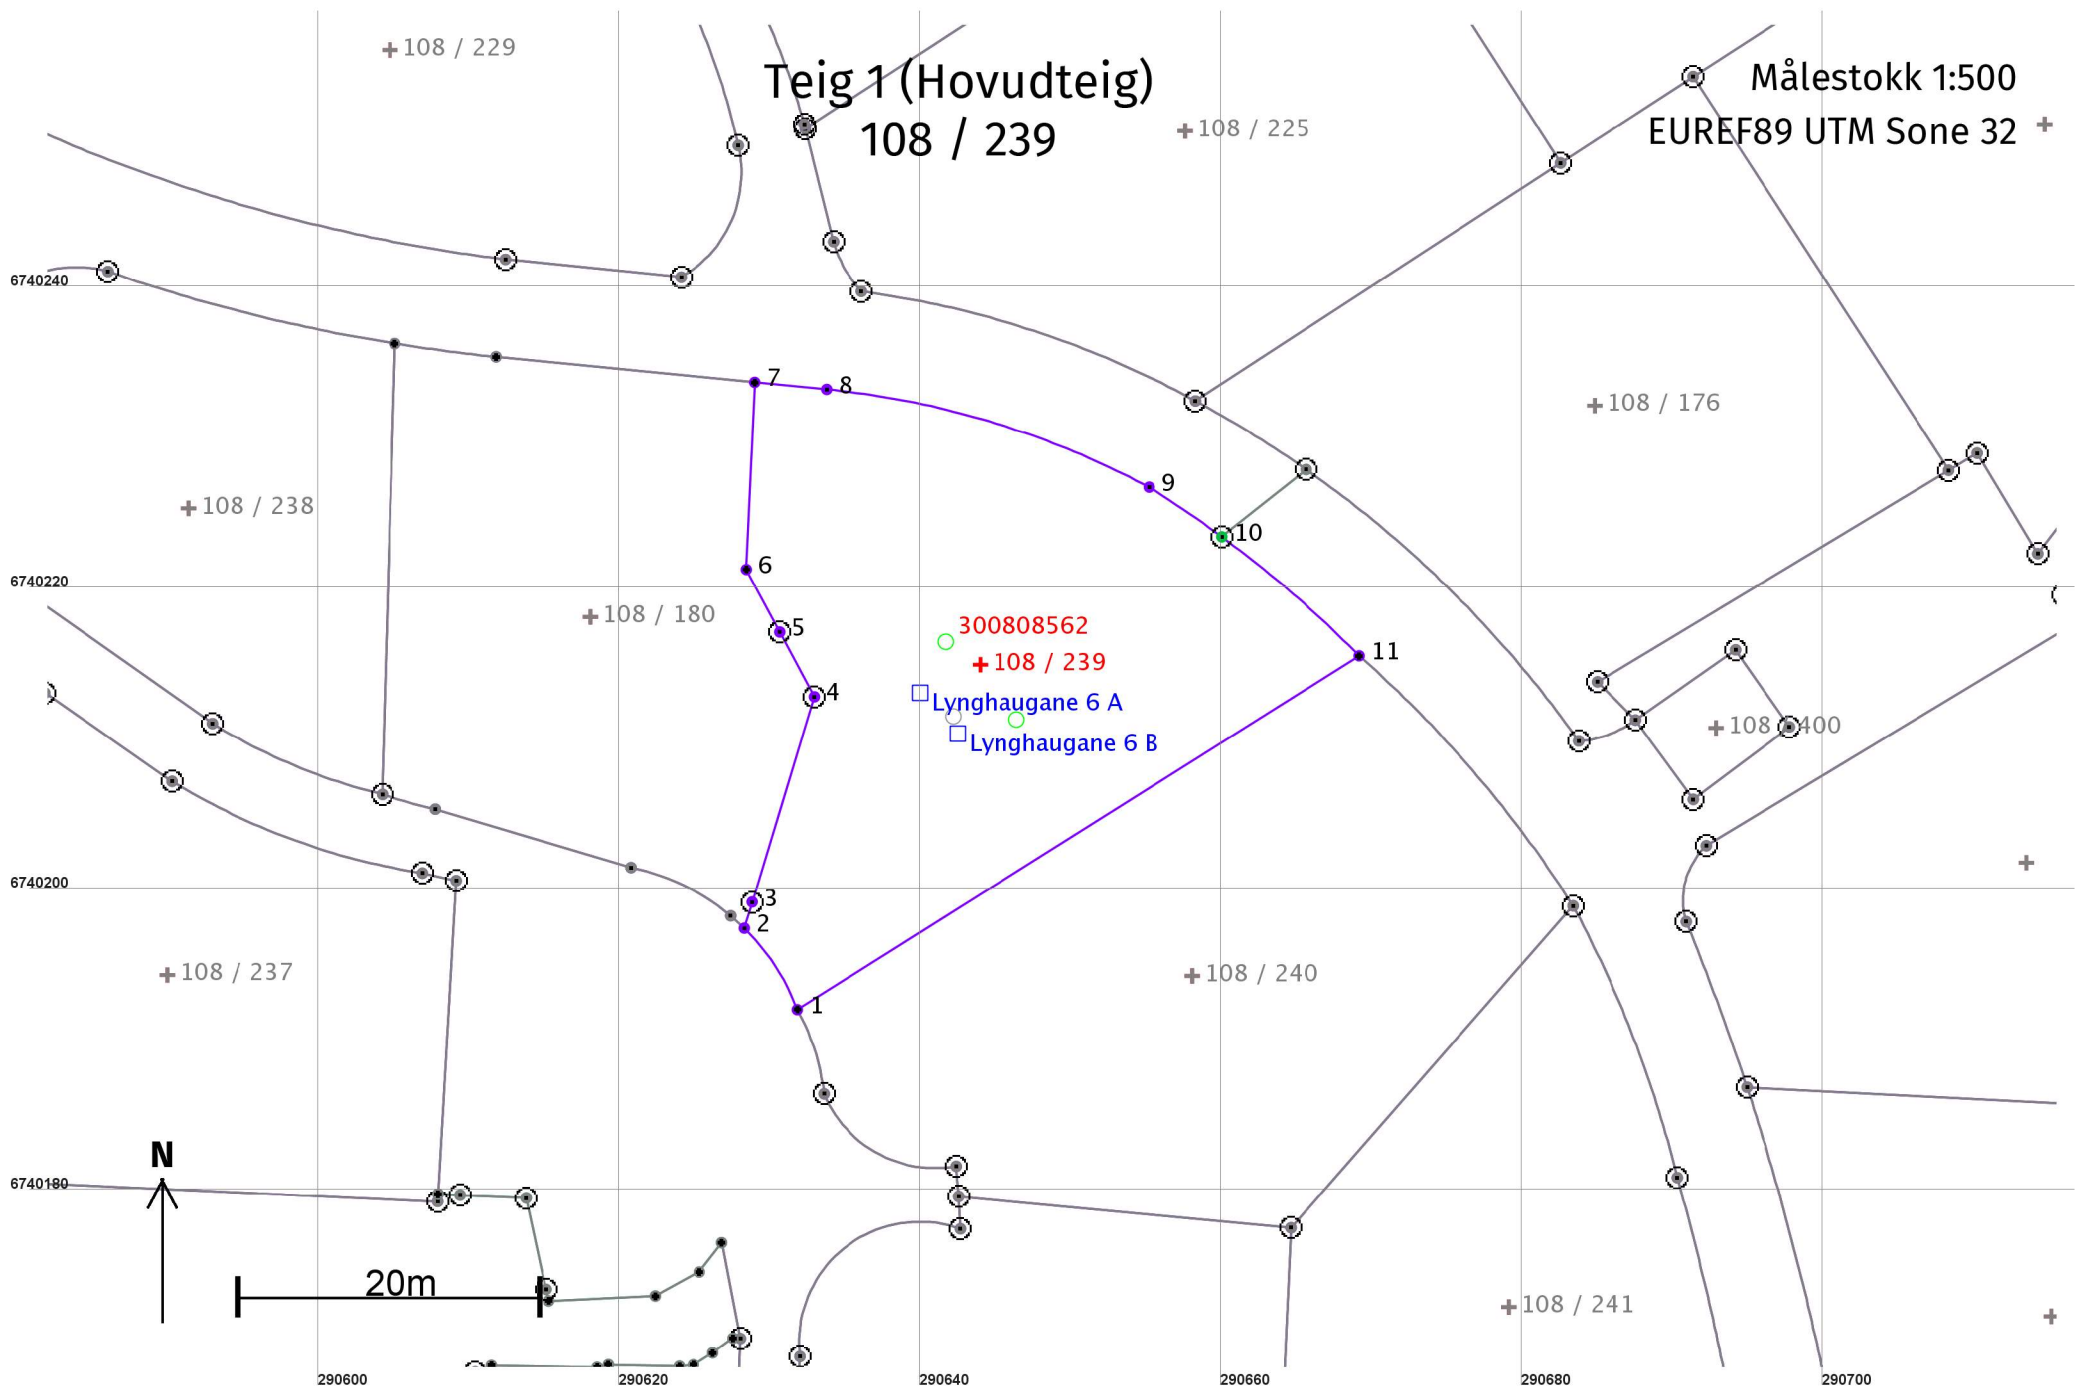 108 / 229
Teig 1 (Hovudteig)
108 / 239
Målestokk 1:500
EUREF89 UTM Sone 32
108 / 225
6740240
7
8
108 / 176
9
108 / 238
10
6
6740220
108 / 180
5
300808562
11
108 / 239
4
Lynghaugane 6 A
108 400
Lynghaugane 6 B
6740200
3
2
108 / 237
108 / 240
1
N
6740180
20m
108 / 241
290600
290620
290640
290660
290680
290700